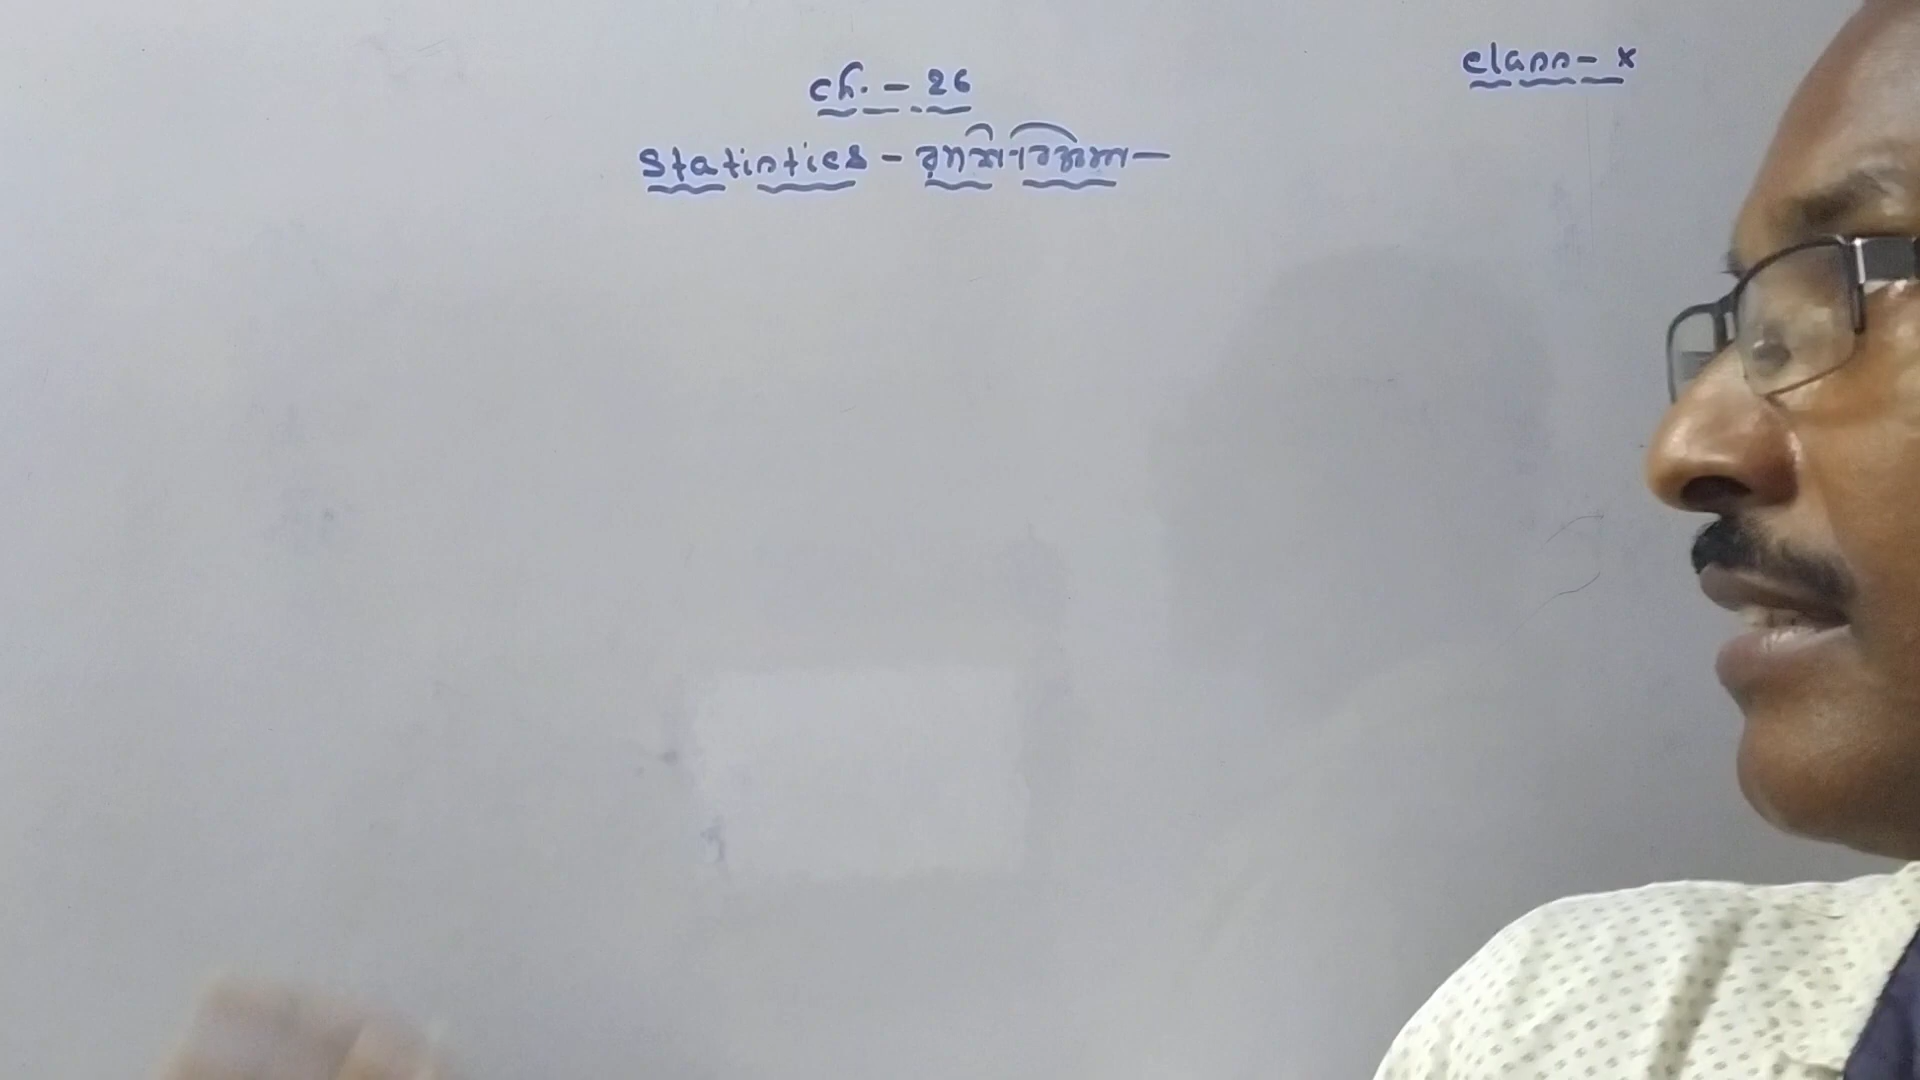 Class - X
Ch. - 26
Statistics - রাশিবিজ্ঞান